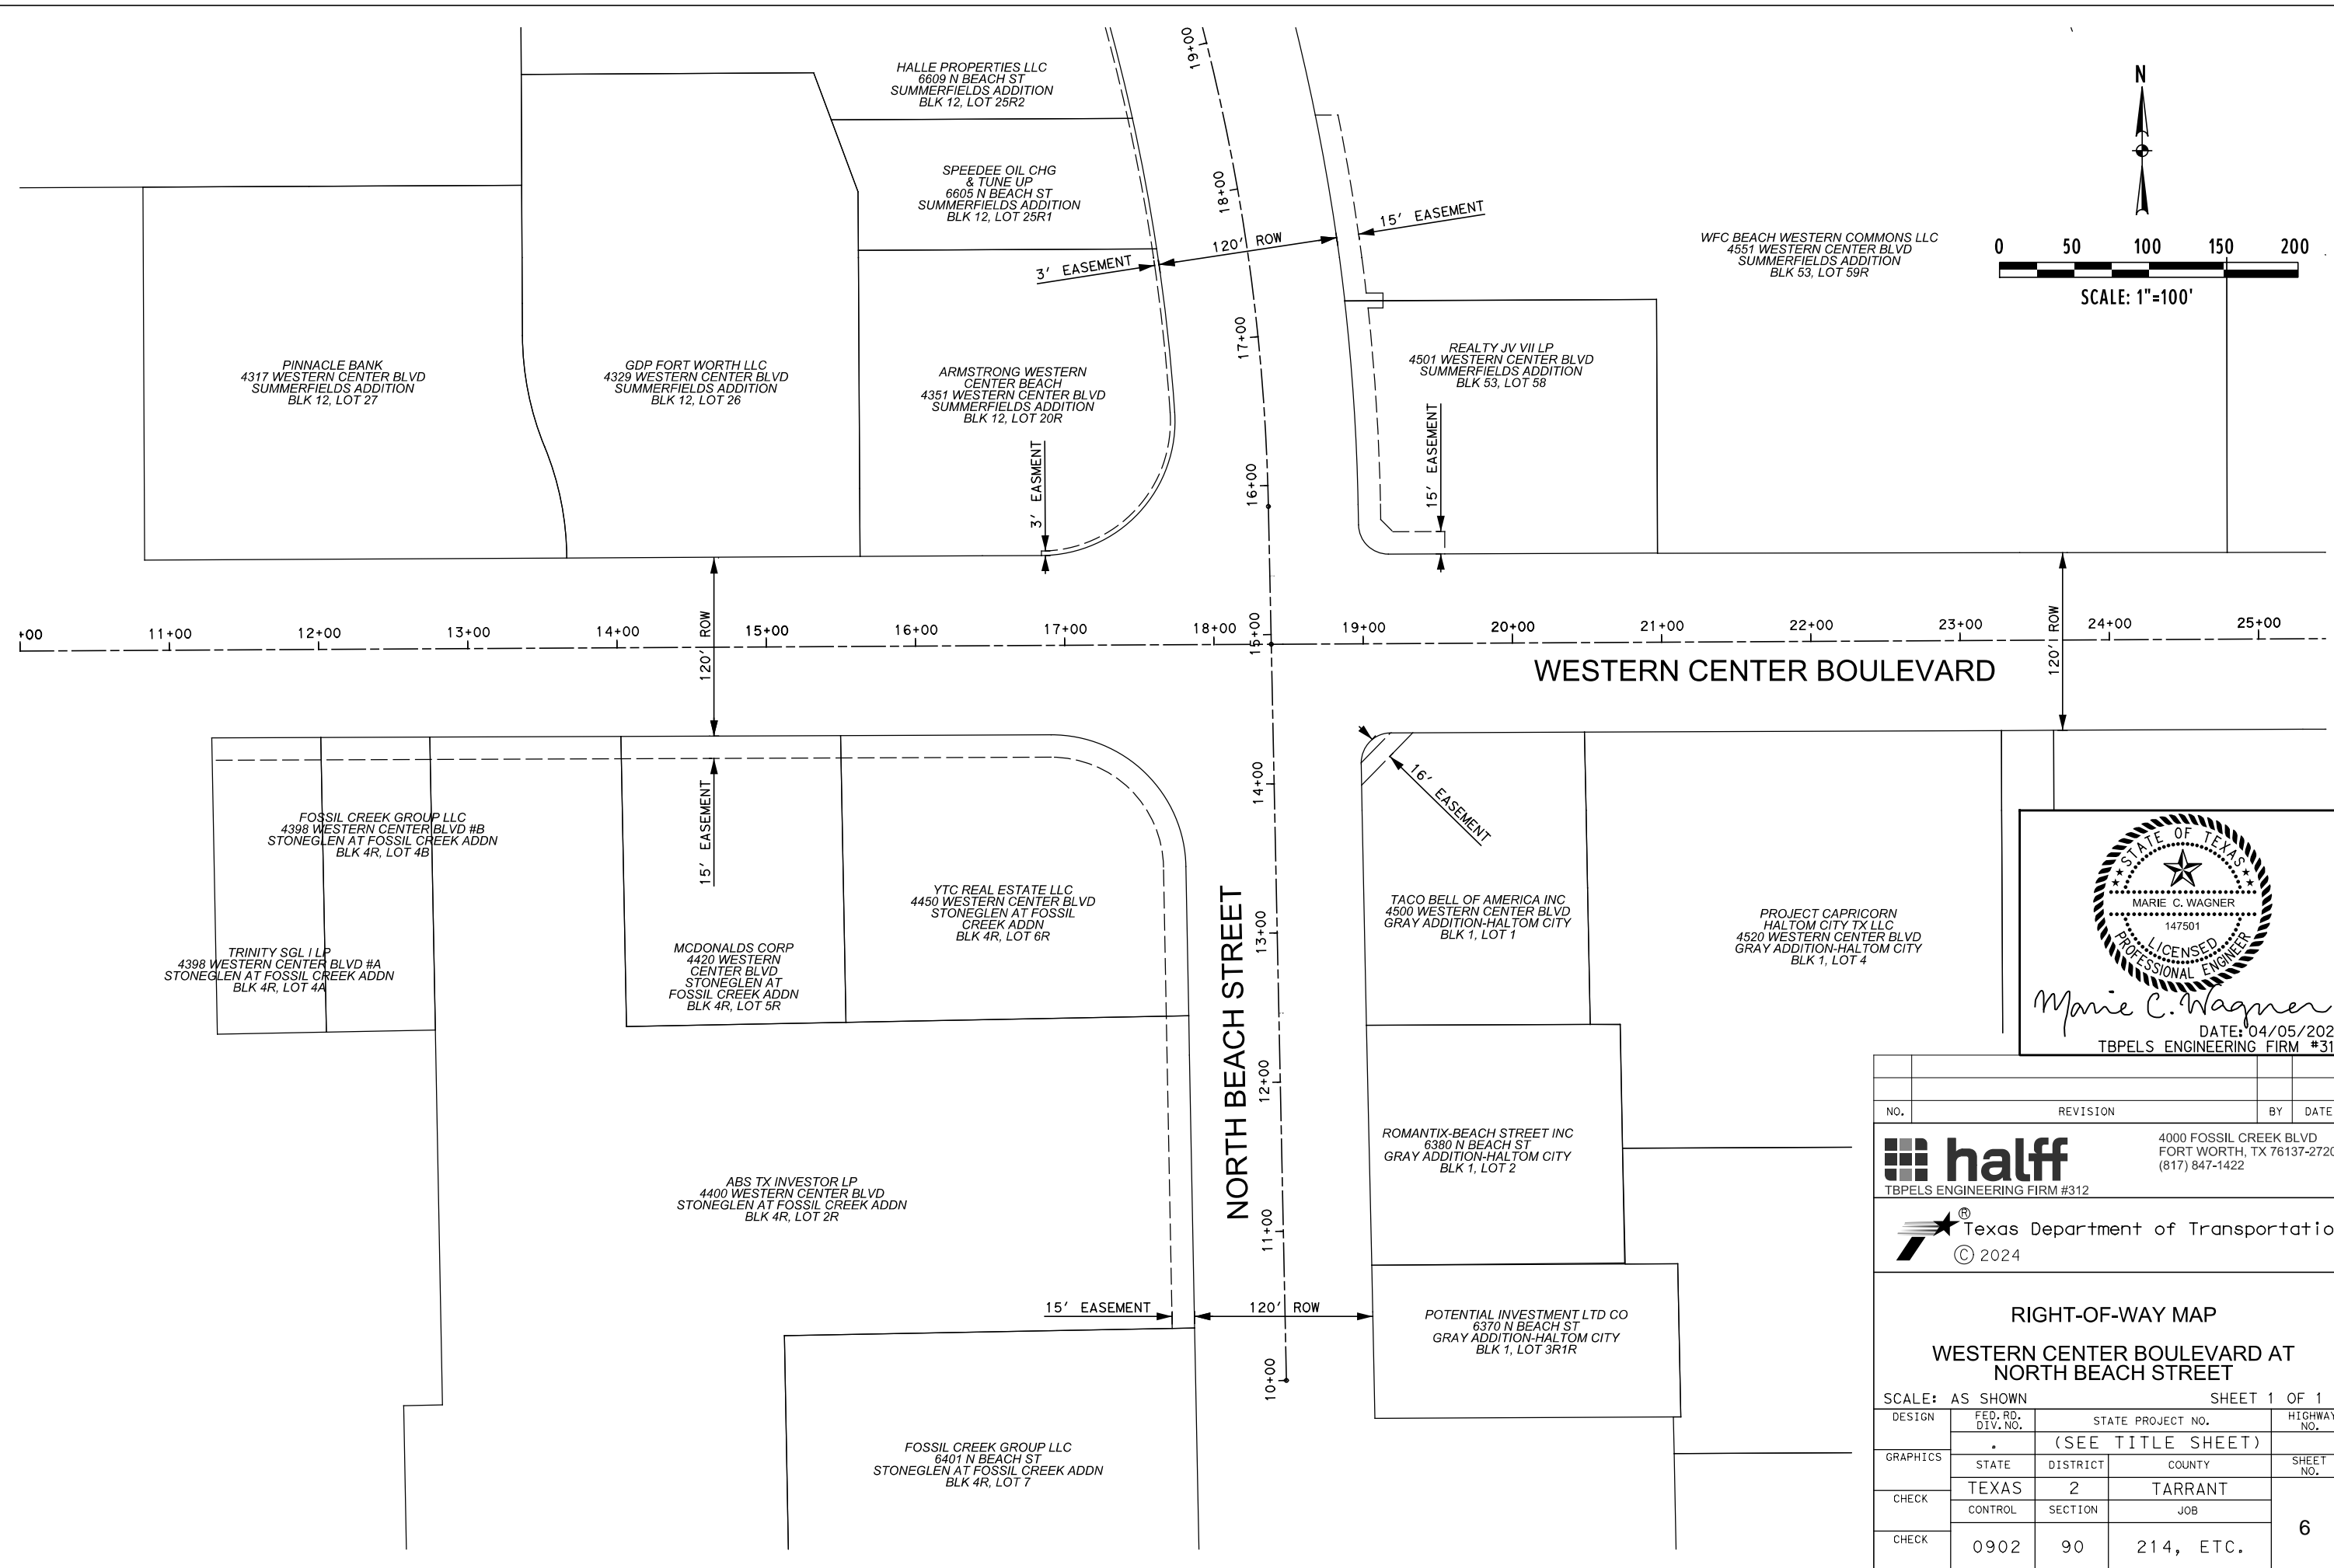 HALLE PROPERTIES LLC
6609 N BEACH ST
SUMMERFIELDS ADDITION
BLK 12, LOT 25R2
SPEEDEE OIL CHG
& TUNE UP
6605 N BEACH ST
SUMMERFIELDS ADDITION
BLK 12, LOT 25R1
19+00
18+00
17+00
16+00
15+00
14+00
13+00
12+00
11+00
10+00
3' EASEMENT
120' ROW
15' EASEMENT
WFC BEACH WESTERN COMMONS LLC
4551 WESTERN CENTER BLVD
SUMMERFIELDS ADDITION
BLK 53, LOT 59R
N
0 50 100 150 200
SCALE: 1"=100'
PINNACLE BANK
4317 WESTERN CENTER BLVD
SUMMERFIELDS ADDITION
BLK 12, LOT 27
GDP FORT WORTH LLC
4329 WESTERN CENTER BLVD
SUMMERFIELDS ADDITION
BLK 12, LOT 26
ARMSTRONG WESTERN
CENTER BEACH
4351 WESTERN CENTER BLVD
SUMMERFIELDS ADDITION
BLK 12, LOT 20R
REALTY JV VII LP
4501 WESTERN CENTER BLVD
SUMMERFIELDS ADDITION
BLK 53, LOT 58
3' EASMENT
15' EASEMENT
+00 11+00 12+00 13+00 14+00 15+00 16+00 17+00 18+00 19+00 20+00 21+00 22+00 23+00 24+00 25+00
120' ROW
120' ROW
WESTERN CENTER BOULEVARD
15' EASEMENT
16' EASEMENT
FOSSIL CREEK GROUP LLC
4398 WESTERN CENTER BLVD #B
STONEGLEN AT FOSSIL CREEK ADDN
BLK 4R, LOT 4B
TRINITY SGL I LP
4398 WESTERN CENTER BLVD #A
STONEGLEN AT FOSSIL CREEK ADDN
BLK 4R, LOT 4A
MCDONALDS CORP
4420 WESTERN
CENTER BLVD
STONEGLEN AT
FOSSIL CREEK ADDN
BLK 4R, LOT 5R
YTC REAL ESTATE LLC
4450 WESTERN CENTER BLVD
STONEGLEN AT FOSSIL
CREEK ADDN
BLK 4R, LOT 6R
NORTH BEACH STREET
TACO BELL OF AMERICA INC
4500 WESTERN CENTER BLVD
GRAY ADDITION-HALTOM CITY
BLK 1, LOT 1
PROJECT CAPRICORN
HALTOM CITY TX LLC
4520 WESTERN CENTER BLVD
GRAY ADDITION-HALTOM CITY
BLK 1, LOT 4
ROMANTIX-BEACH STREET INC
6380 N BEACH ST
GRAY ADDITION-HALTOM CITY
BLK 1, LOT 2
ABS TX INVESTOR LP
4400 WESTERN CENTER BLVD
STONEGLEN AT FOSSIL CREEK ADDN
BLK 4R, LOT 2R
15' EASEMENT
120' ROW
POTENTIAL INVESTMENT LTD CO
6370 N BEACH ST
GRAY ADDITION-HALTOM CITY
BLK 1, LOT 3R1R
FOSSIL CREEK GROUP LLC
6401 N BEACH ST
STONEGLEN AT FOSSIL CREEK ADDN
BLK 4R, LOT 7
STATE OF TEXAS
MARIE C. WAGNER
147501
LICENSED
PROFESSIONAL ENGINEER
Marie C. Wagner
DATE: 04/05/202
TBPELS ENGINEERING FIRM #31
NO. REVISION BY DATE
halff
TBPELS ENGINEERING FIRM #312
4000 FOSSIL CREEK BLVD
FORT WORTH, TX 76137-2720
(817) 847-1422
®
Texas Department of Transportatio
© 2024
RIGHT-OF-WAY MAP
WESTERN CENTER BOULEVARD AT
NORTH BEACH STREET
SCALE: AS SHOWN SHEET 1 OF 1
DESIGN
FED.RD.
DIV.NO.
STATE PROJECT NO.
HIGHWAY
NO.
(SEE TITLE SHEET)
GRAPHICS
STATE DISTRICT COUNTY
SHEET
NO.
TEXAS 2 TARRANT
CHECK
CONTROL SECTION JOB
6
CHECK
0902 90 214, ETC.